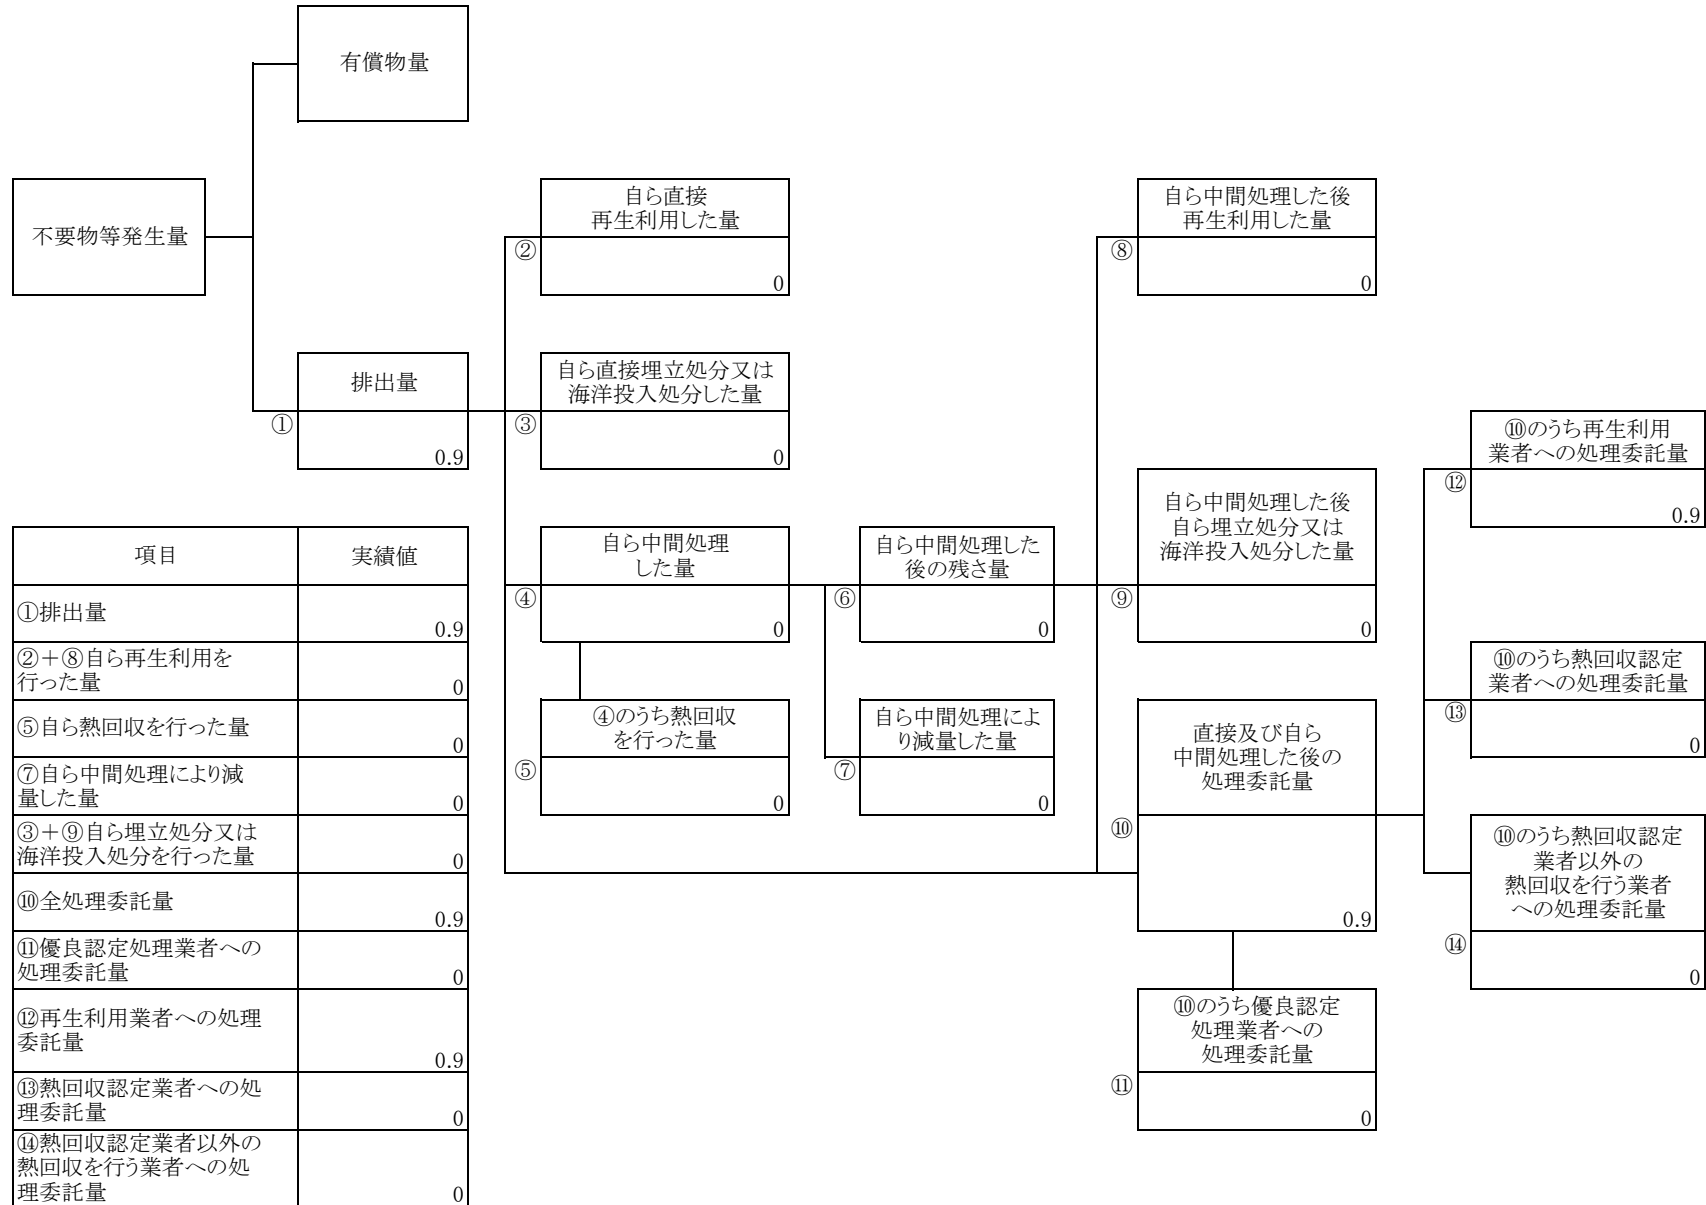 有償物量
不要物等発生量
自ら直接
再生利用した量
②
0
自ら中間処理した後
再生利用した量
⑧
0
排出量
①
0.9
自ら直接埋立処分又は
海洋投入処分した量
③
0
⑩のうち再生利用
業者への処理委託量
⑫
0.9
自ら中間処理した後
自ら埋立処分又は
海洋投入処分した量
⑨
0
自ら中間処理
した量
④
0
自ら中間処理した
後の残さ量
⑥
0
⑩のうち熱回収認定
業者への処理委託量
⑬
0
④のうち熱回収
を行った量
⑤
0
自ら中間処理によ
り減量した量
⑦
0
直接及び自ら
中間処理した後の
処理委託量
⑩
0.9
⑩のうち熱回収認定
業者以外の
熱回収を行う業者
への処理委託量
⑭
0
⑩のうち優良認定
処理業者への
処理委託量
⑪
0
項目
実績値
①排出量
0.9
②+⑧自ら再生利用を
行った量
0
⑤自ら熱回収を行った量
0
⑦自ら中間処理により減
量した量
0
③+⑨自ら埋立処分又は
海洋投入処分を行った量
0
⑩全処理委託量
0.9
⑪優良認定処理業者への
処理委託量
0
⑫再生利用業者への処理
委託量
0.9
⑬熱回収認定業者への処
理委託量
0
⑭熱回収認定業者以外の
熱回収を行う業者への処
理委託量
0